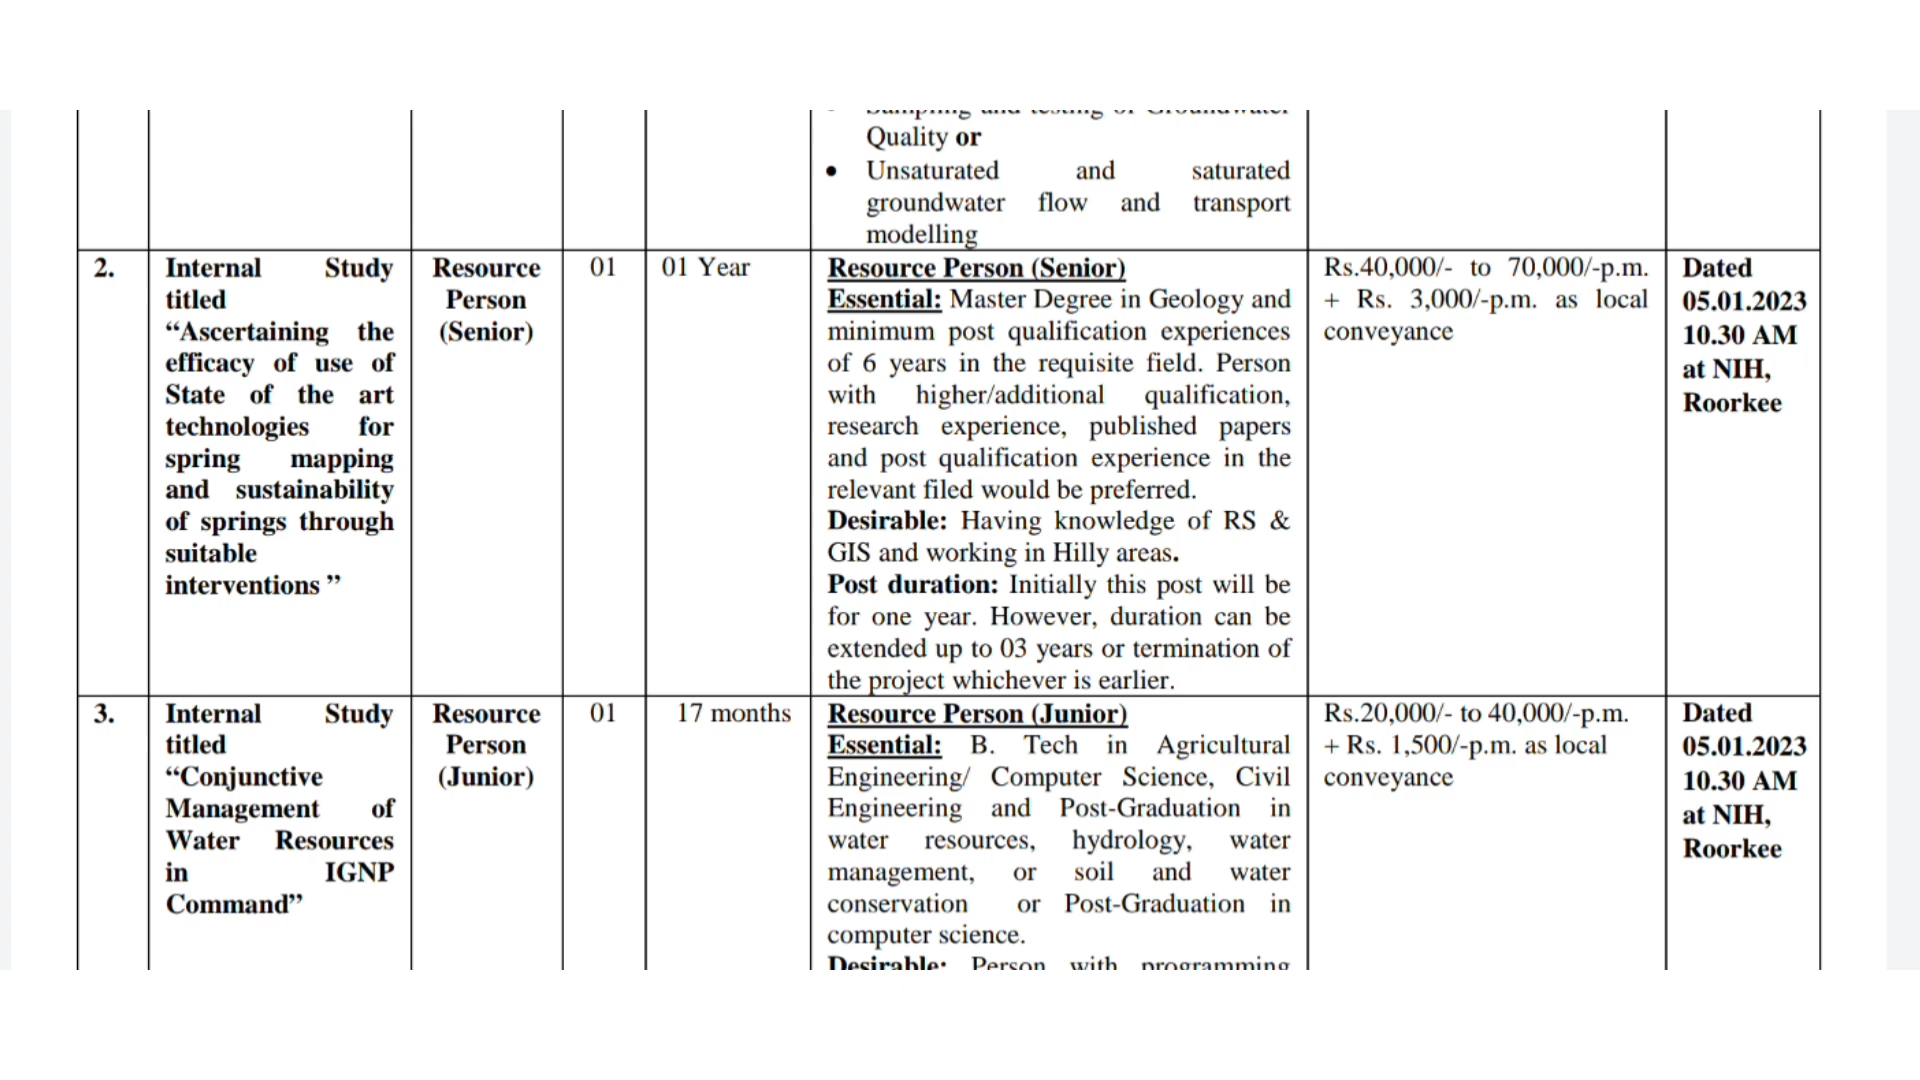 Sampling and testing of Groundwater
Quality or
• Unsaturated and saturated
groundwater flow and transport
modelling
2.
Internal Study
titled
“Ascertaining the
efficacy of use of
State of the art
technologies for
spring mapping
and sustainability
of springs through
suitable
interventions ”
Resource
Person
(Senior)
01
01 Year
Resource Person (Senior)
Essential: Master Degree in Geology and
minimum post qualification experiences
of 6 years in the requisite field. Person
with higher/additional qualification,
research experience, published papers
and post qualification experience in the
relevant filed would be preferred.
Desirable: Having knowledge of RS &
GIS and working in Hilly areas.
Post duration: Initially this post will be
for one year. However, duration can be
extended up to 03 years or termination of
the project whichever is earlier.
Rs.40,000/- to 70,000/-p.m.
+ Rs. 3,000/-p.m. as local
conveyance
Dated
05.01.2023
10.30 AM
at NIH,
Roorkee
3.
Internal Study
titled
“Conjunctive
Management of
Water Resources
in IGNP
Command”
Resource
Person
(Junior)
01
17 months
Resource Person (Junior)
Essential: B. Tech in Agricultural
Engineering/ Computer Science, Civil
Engineering and Post-Graduation in
water resources, hydrology, water
management, or soil and water
conservation or Post-Graduation in
computer science.
Desirable: Person with programming
Rs.20,000/- to 40,000/-p.m.
+ Rs. 1,500/-p.m. as local
conveyance
Dated
05.01.2023
10.30 AM
at NIH,
Roorkee